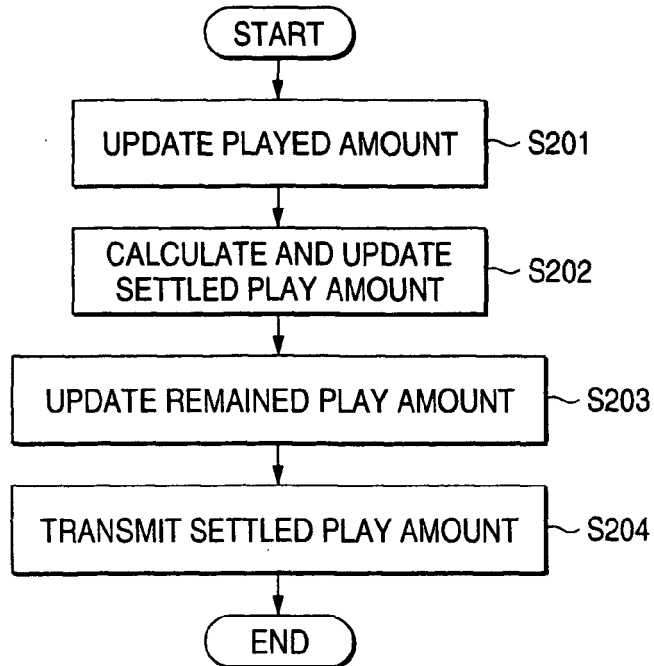 START
UPDATE PLAYED AMOUNT
S201
CALCULATE AND UPDATE
SETTLED PLAY AMOUNT
S202
UPDATE REMAINED PLAY AMOUNT
S203
TRANSMIT SETTLED PLAY AMOUNT
S204
END